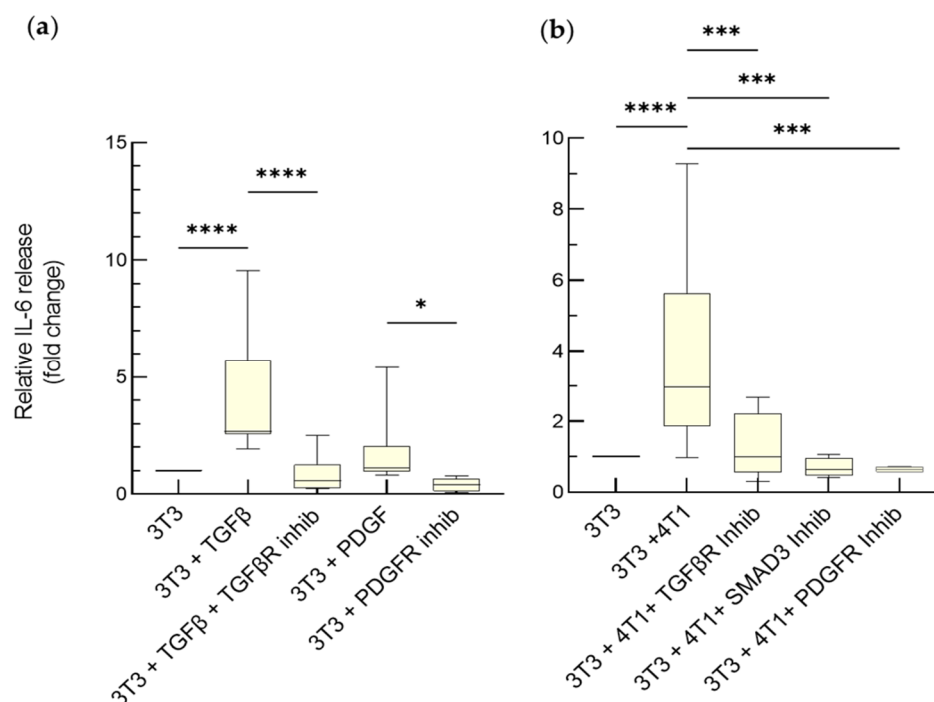 (a)
(b)
Relative IL-6 release
(fold change)
15
10
5
0
****
****
*
3T3
3T3 + TGFβ
3T3 + TGFβ + TGFβR inhib
3T3 + PDGF
3T3 + PDGFR inhib
10
8
6
4
2
0
***
***
****
***
3T3
3T3 +4T1
3T3 + 4T1+ TGFβR Inhib
3T3 + 4T1+ SMAD3 Inhib
3T3 + 4T1+ PDGFR Inhib